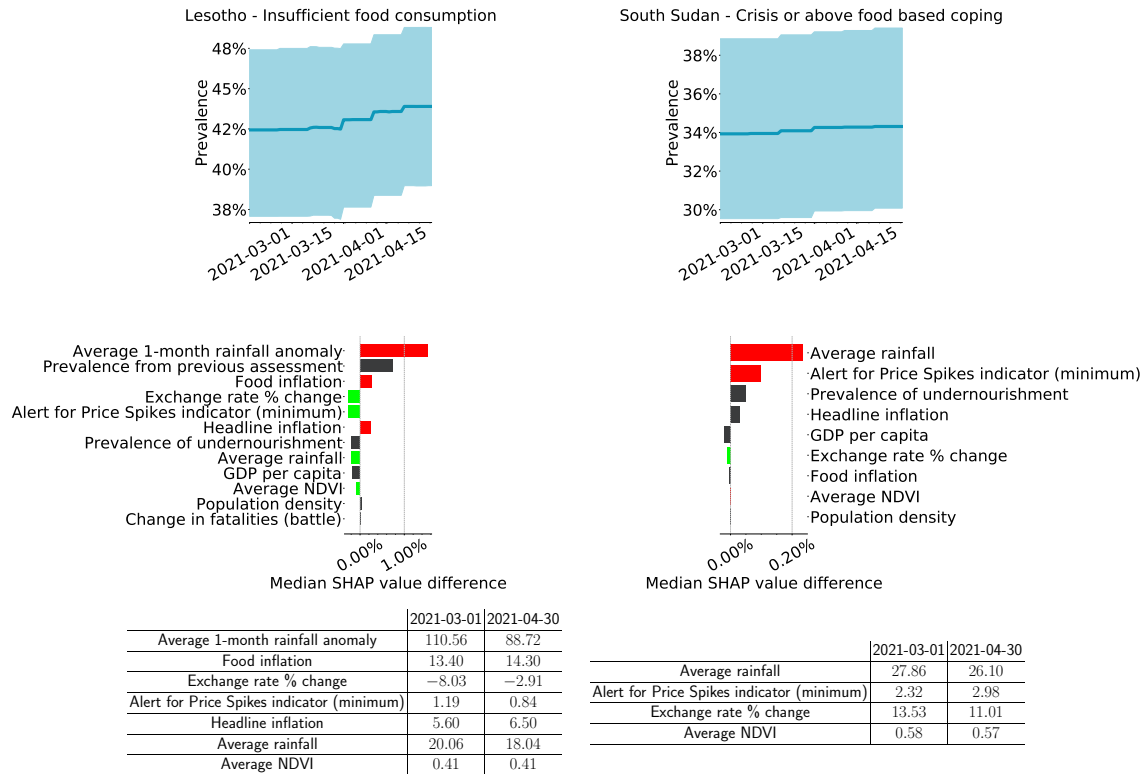 Lesotho - Insufficient food consumption
48%
45%
42%
40%
38%
Prevalence
2021-03-01
2021-03-15
2021-04-01
2021-04-15
South Sudan - Crisis or above food based coping
38%
36%
34%
32%
30%
Prevalence
2021-03-01
2021-03-15
2021-04-01
2021-04-15
Average 1-month rainfall anomaly
Prevalence from previous assessment
Food inflation
Exchange rate % change
Alert for Price Spikes indicator (minimum)
Headline inflation
Prevalence of undernourishment
Average rainfall
GDP per capita
Average NDVI
Population density
Change in fatalities (battle)
0.00%
1.00%
Median SHAP value difference
Average rainfall
Alert for Price Spikes indicator (minimum)
Prevalence of undernourishment
Headline inflation
GDP per capita
Exchange rate % change
Food inflation
Average NDVI
Population density
0.00%
0.20%
Median SHAP value difference
2021-03-01 2021-04-30
Average 1-month rainfall anomaly 110.56 88.72
Food inflation 13.40 14.30
Exchange rate % change −8.03 −2.91
Alert for Price Spikes indicator (minimum) 1.19 0.84
Headline inflation 5.60 6.50
Average rainfall 20.06 18.04
Average NDVI 0.41 0.41
2021-03-01 2021-04-30
Average rainfall 27.86 26.10
Alert for Price Spikes indicator (minimum) 2.32 2.98
Exchange rate % change 13.53 11.01
Average NDVI 0.58 0.57